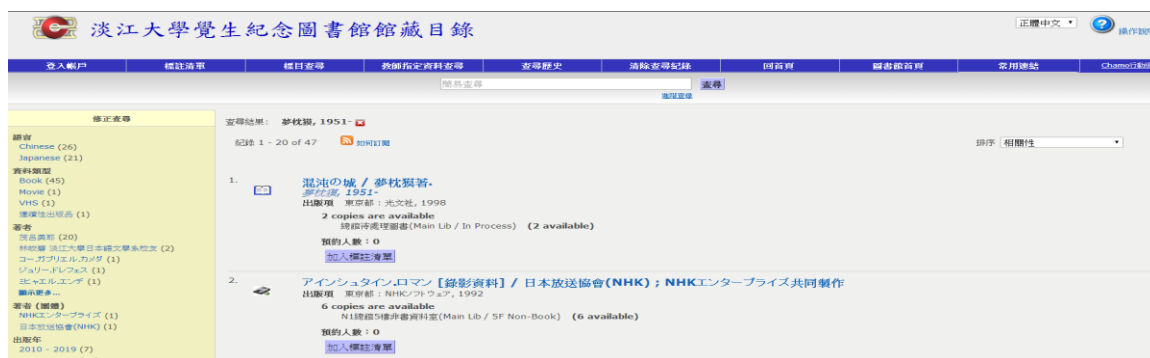 淡江大學覺生紀念圖書館館藏目錄
正體中文
操作說明
登入帳戶 標註清單 標目查尋 教師指定資料查尋 查尋歷史 清除查尋紀錄 回首頁 圖書館首頁 常用連結 Chamo行動
簡易查尋 查尋
進階查尋
修正查尋
語言
Chinese (26)
Japanese (21)
資料類型
Book (45)
Movie (1)
VHS (1)
連續性出版品 (1)
著者
茂呂美耶 (20)
林皎碧 淡江大學日本語文學系校友 (2)
コー.ガブリエル.カメダ (1)
ジョリー.ドレフェス (1)
ミヒャエル.エンデ (1)
顯示更多...
著者 (團體)
NHKエンタープライズ (1)
日本放送協會(NHK) (1)
出版年
2010 - 2019 (7)
查尋結果: 夢枕獏, 1951-
紀錄 1 - 20 of 47 如何訂閱
排序 相關性
1. 混沌の城 / 夢枕獏著.
夢枕獏, 1951-
出版項 東京都 : 光文社, 1998
2 copies are available
總館待處理圖書(Main Lib / In Process) (2 available)
預約人數：0
加入標註清單
2. アインシュタイン.ロマン [錄影資料] / 日本放送協會(NHK) ; NHKエンタープライズ共同製作
出版項 東京都 : NHKソフトウェア, 1992
6 copies are available
N1總館5樓非書資料室(Main Lib / 5F Non-Book) (6 available)
預約人數：0
加入標註清單